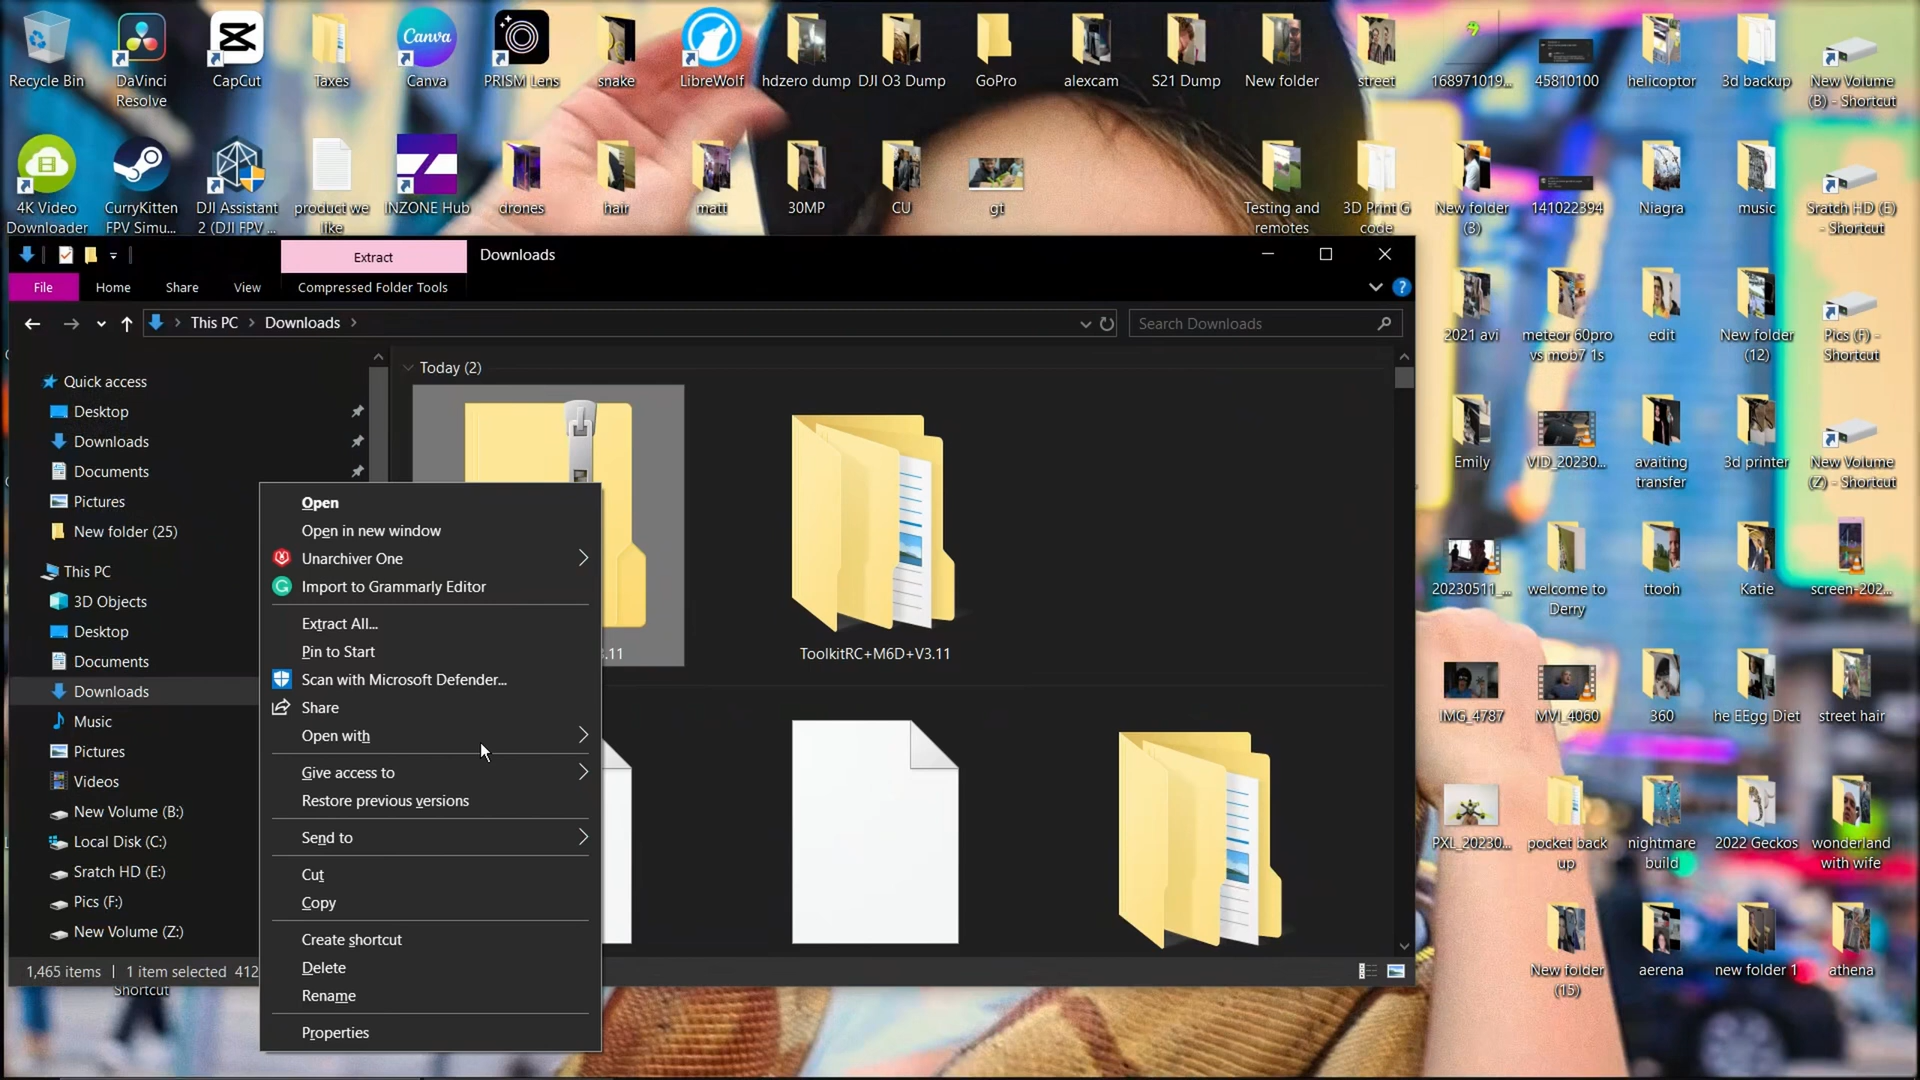 Recycle Bin
DaVinci
Resolve
CapCut
Taxes
Canva
Canva
PRISM Lens
snake
LibreWolf
hdzero dump
DJI O3 Dump
GoPro
alexcam
S21 Dump
New folder
street
168971019...
45810100
helicoptor
3d backup
New Volume
(B) - Shortcut
4K Video
Downloader
CurryKitten
FPV Simu...
DJI Assistant
2 (DJI FPV ...
product we
like
INZONE Hub
drones
hair
matt
30MP
CU
gt
Testing and
remotes
3D Print G
code
New folder
(3)
141022394
Niagra
music
Sratch HD (E)
- Shortcut
Extract
Downloads
File
Home
Share
View
Compressed Folder Tools
This PC
Downloads
Search Downloads
Quick access
Desktop
Downloads
Documents
Pictures
New folder (25)
This PC
3D Objects
Desktop
Documents
Downloads
Music
Pictures
Videos
New Volume (B:)
Local Disk (C:)
Sratch HD (E:)
Pics (F:)
New Volume (Z:)
1,465 items
1 item selected 412
Shortcut
Today (2)
.11
ToolkitRC+M6D+V3.11
Open
Open in new window
Unarchiver One
Import to Grammarly Editor
Extract All...
Pin to Start
Scan with Microsoft Defender...
Share
Open with
Give access to
Restore previous versions
Send to
Cut
Copy
Create shortcut
Delete
Rename
Properties
2021 avi
meteor 60pro
vs mob7 1s
edit
New folder
(12)
Pics (F) -
Shortcut
Emily
VID_20230...
avaiting
transfer
3d printer
New Volume
(Z) - Shortcut
20230511_...
welcome to
Derry
ttooh
Katie
screen-202...
IMG_4787
MVI_4060
360
he EEgg Diet
street hair
PXL_20230...
pocket back
up
nightmare
build
2022 Geckos
wonderland
with wife
New folder
(15)
aerena
new folder 1
athena